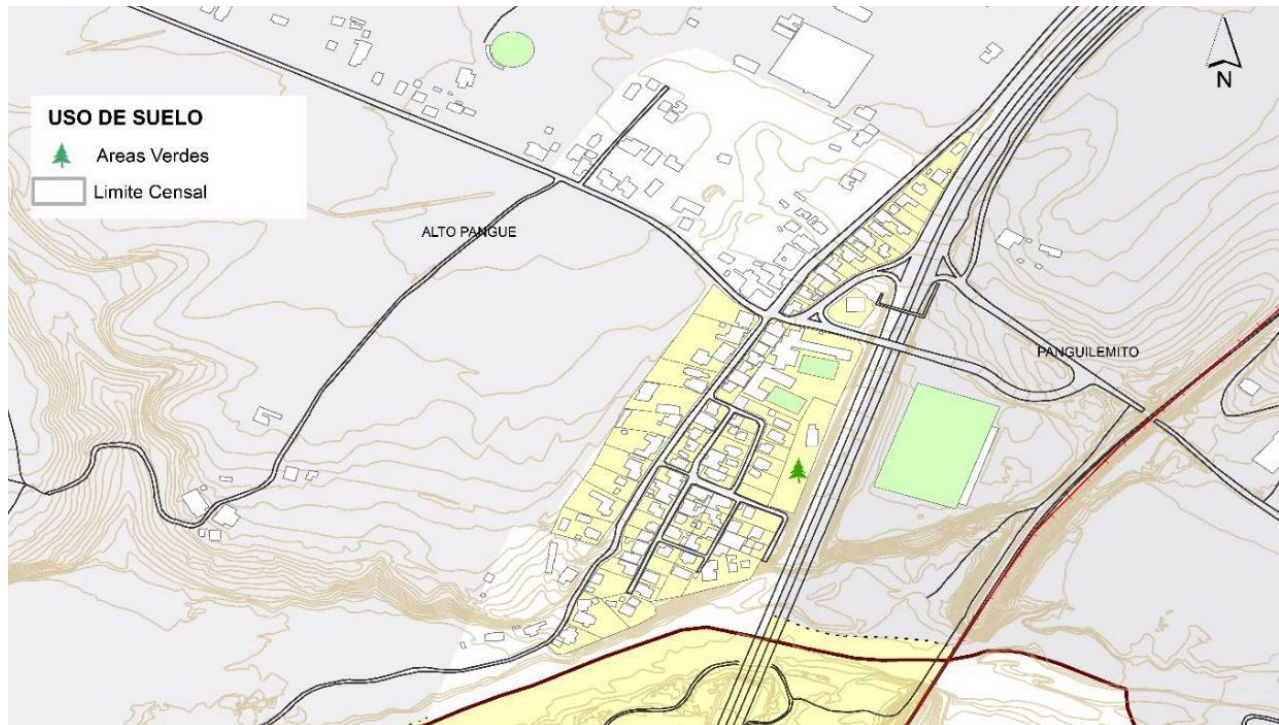 N
USO DE SUELO
Areas Verdes
Limite Censal
ALTO PANGUE
PANGUILEMITO